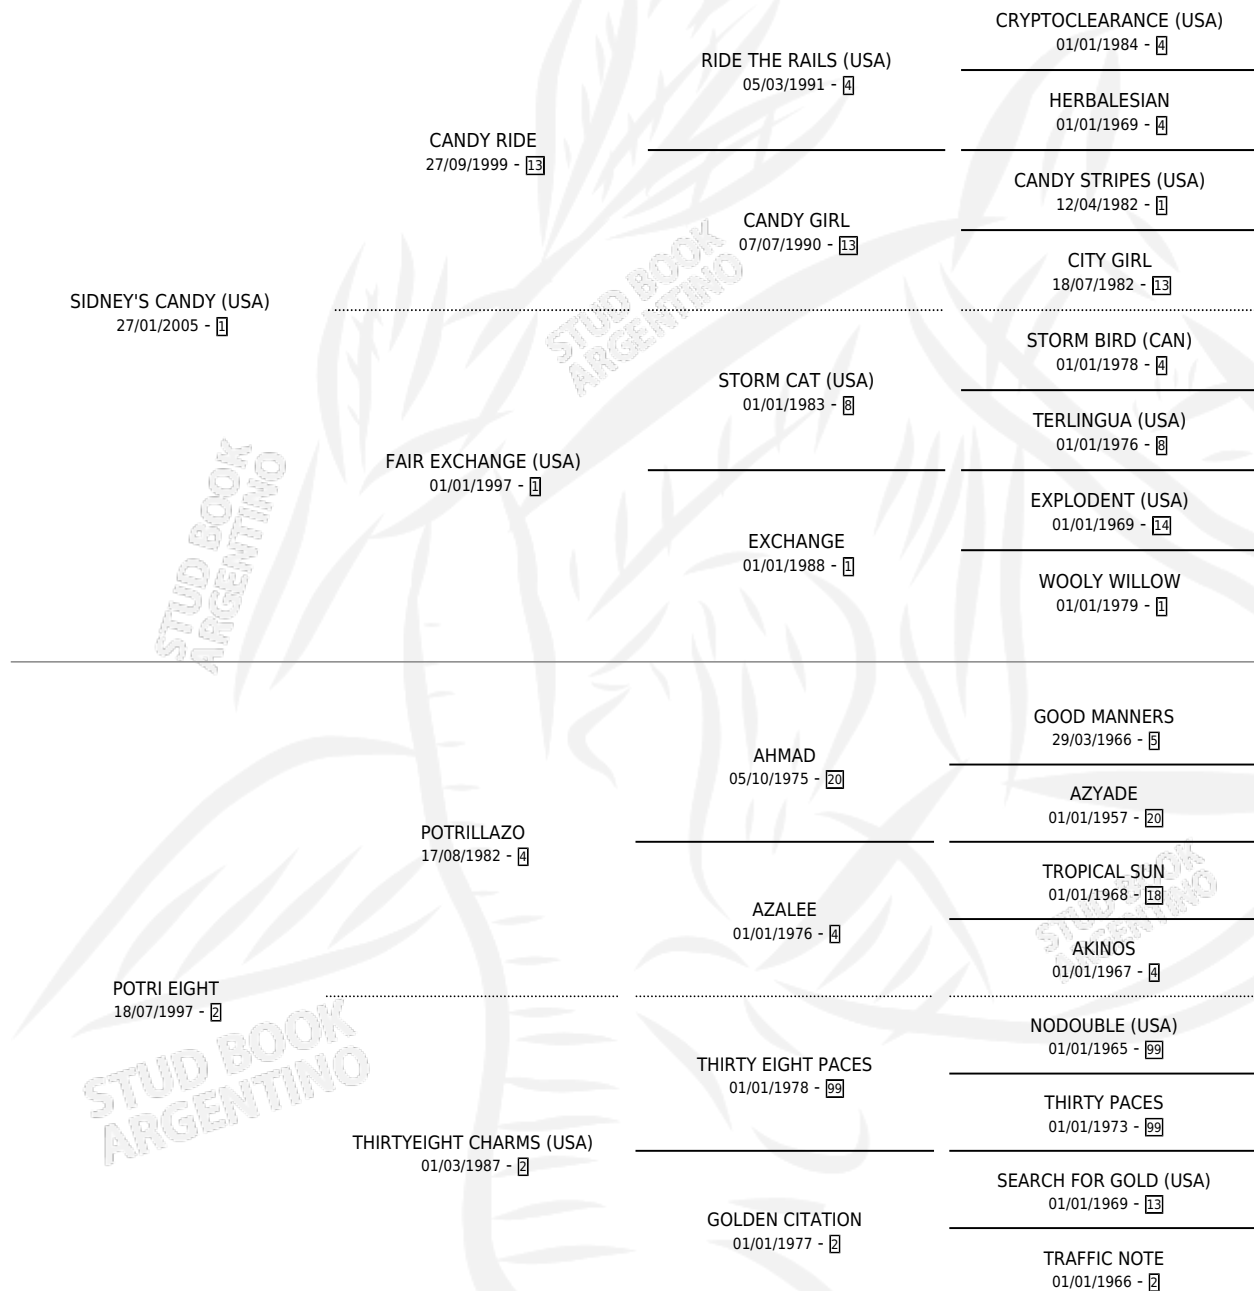 CRYPTOCLEARANCE (USA)
01/01/1984 - 4
RIDE THE RAILS (USA)
05/03/1991 - 4
HERBALESIAN
01/01/1969 - 4
CANDY RIDE
27/09/1999 - 13
CANDY STRIPES (USA)
12/04/1982 - 1
CANDY GIRL
07/07/1990 - 13
CITY GIRL
18/07/1982 - 13
SIDNEY'S CANDY (USA)
27/01/2005 - 1
STORM BIRD (CAN)
01/01/1978 - 4
STORM CAT (USA)
01/01/1983 - 8
TERLINGUA (USA)
01/01/1976 - 8
FAIR EXCHANGE (USA)
01/01/1997 - 1
EXPLODENT (USA)
01/01/1969 - 14
EXCHANGE
01/01/1988 - 1
WOOLY WILLOW
01/01/1979 - 1
GOOD MANNERS
29/03/1966 - 5
AHMAD
05/10/1975 - 20
AZYADE
01/01/1957 - 20
POTRILLAZO
17/08/1982 - 4
TROPICAL SUN
01/01/1968 - 18
AZALEE
01/01/1976 - 4
AKINOS
01/01/1967 - 4
POTRI EIGHT
18/07/1997 - 2
NODOUBLE (USA)
01/01/1965 - 99
THIRTY EIGHT PACES
01/01/1978 - 99
THIRTY PACES
01/01/1973 - 99
THIRTYEIGHT CHARMS (USA)
01/03/1987 - 2
SEARCH FOR GOLD (USA)
01/01/1969 - 13
GOLDEN CITATION
01/01/1977 - 2
TRAFFIC NOTE
01/01/1966 - 2
STUD BOOK
ARGENTINO
STUD BOOK
ARGENTINO
STUD BOOK
ARGENTINO
STUD BOOK
ARGENTINO